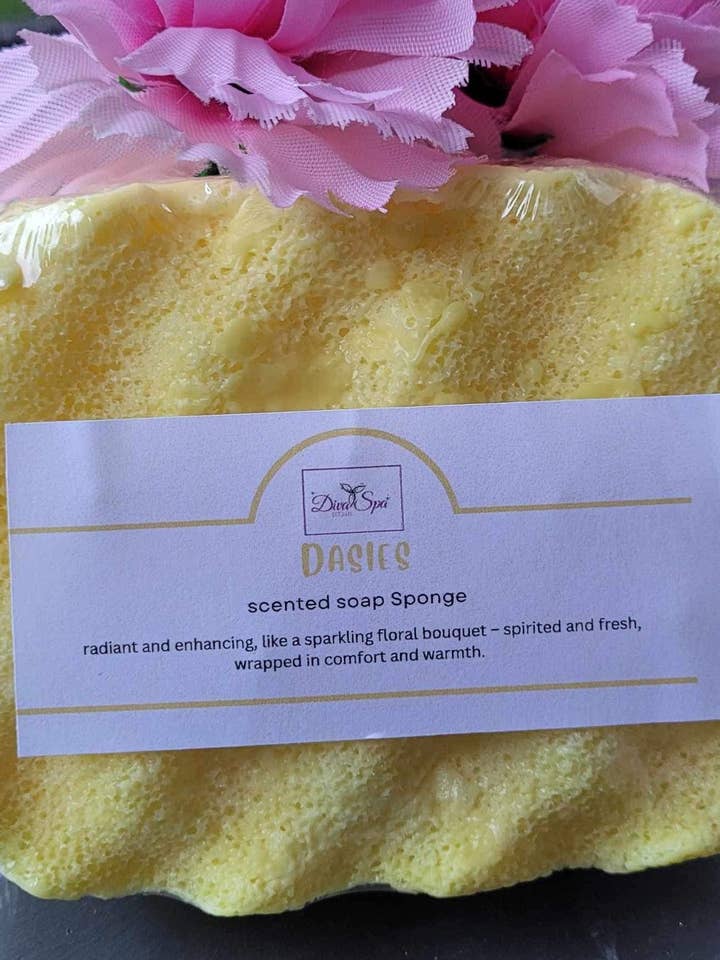 Diva Spa
DASIES
scented soap Sponge
radiant and enhancing, like a sparkling floral bouquet – spirited and fresh,
wrapped in comfort and warmth.